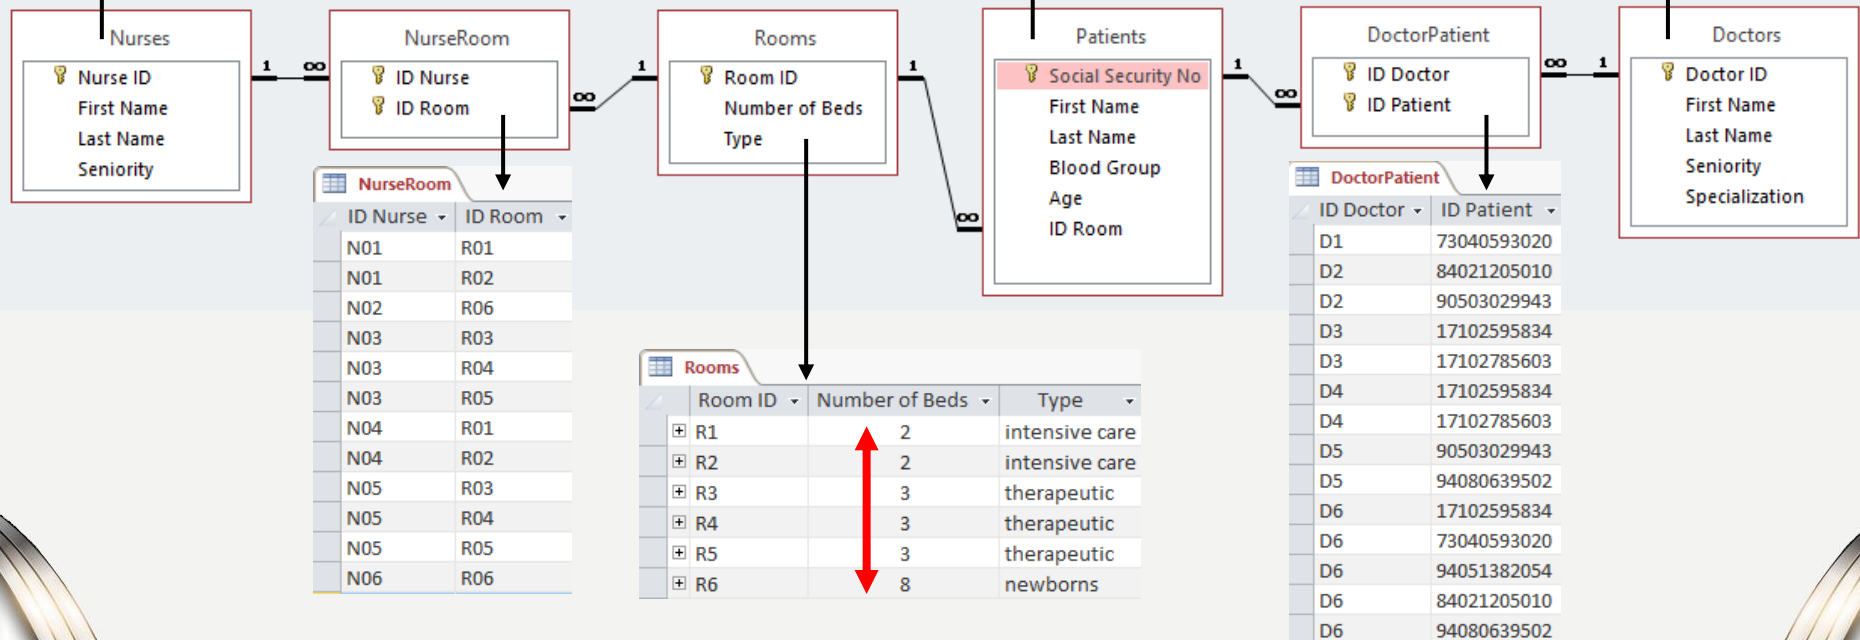 Nurses
Nurse ID
First Name
Last Name
Seniority
1
∞
NurseRoom
ID Nurse
ID Room
∞
1
Rooms
Room ID
Number of Beds
Type
1
∞
Patients
Social Security No
First Name
Last Name
Blood Group
Age
ID Room
1
∞
DoctorPatient
ID Doctor
ID Patient
∞
1
Doctors
Doctor ID
First Name
Last Name
Seniority
Specialization
NurseRoom
ID Nurse ID Room
N01 R01
N01 R02
N02 R06
N03 R03
N03 R04
N03 R05
N04 R01
N04 R02
N05 R03
N05 R04
N05 R05
N06 R06
Rooms
Room ID Number of Beds Type
R1 2 intensive care
R2 2 intensive care
R3 3 therapeutic
R4 3 therapeutic
R5 3 therapeutic
R6 8 newborns
DoctorPatient
ID Doctor ID Patient
D1 73040593020
D2 84021205010
D2 90503029943
D3 17102595834
D3 17102785603
D4 17102595834
D4 17102785603
D5 90503029943
D5 94080639502
D6 17102595834
D6 73040593020
D6 94051382054
D6 84021205010
D6 94080639502